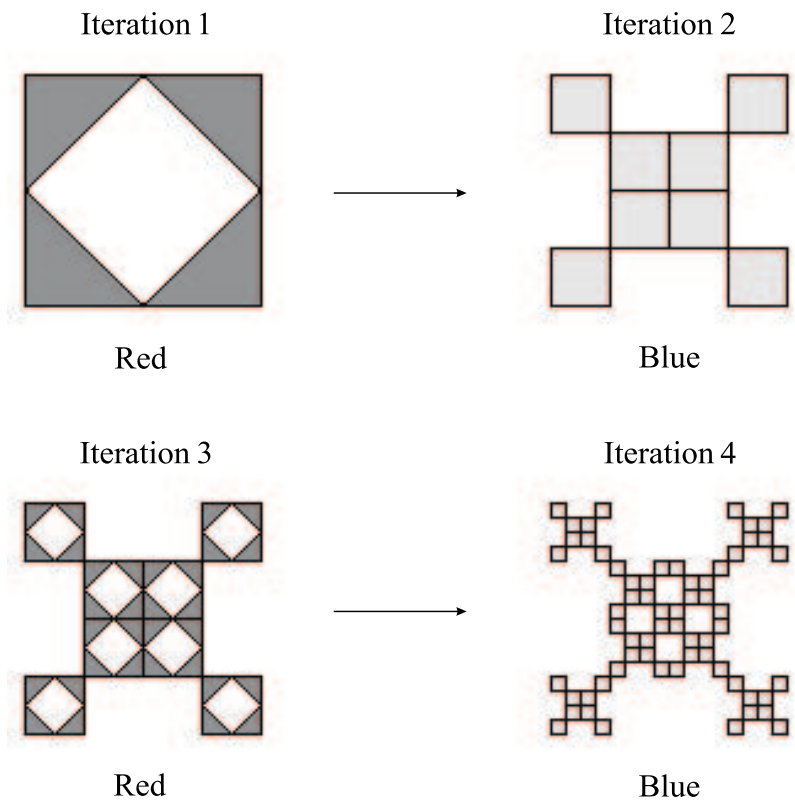 Iteration 1
Iteration 2
Red
Blue
Iteration 3
Iteration 4
Red
Blue